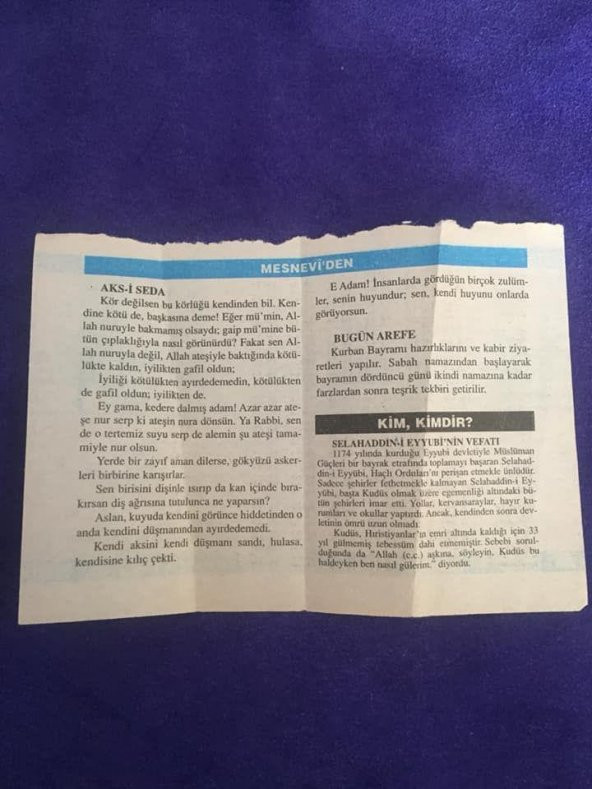 MESNEVİ'DEN
AKS-İ SEDA
Kör değilsen bu körlüğü kendinden bil. Ken-
dine kötü de, başkasına deme! Eğer mü'min, Al-
lah nuruyle bakmamış olsaydı; gaip mü'mine bü-
tün çıplaklığıyla nasıl görünürdü? Fakat sen Al-
lah nuruyla değil, Allah ateşiyle baktığında kötü-
lükte kaldın, iyilikten gafil oldun;
İyiliği kötülükten ayırdedemedin, kötülükten
de gafil oldun; iyilikten de.
Ey gama, kedere dalmış adam! Azar azar ate-
şe nur serp ki ateşin nura dönsün. Ya Rabbi, sen
de o tertemiz suyu serp de alemin şu ateşi tama-
miyle nur olsun.
Yerde bir zayıf aman dilerse, gökyüzü asker-
leri birbirine karışırlar.
Sen birisini dişinle ısırıp da kan içinde bıra-
kırsan diş ağrısına tutulunca ne yaparsın?
Aslan, kuyuda kendini görünce hiddetinden o
anda kendini düşmanından ayırdedemedi.
Kendi aksini kendi düşmanı sandı, hulasa,
kendisine kılıç çekti.
E Adam! İnsanlarda gördüğün birçok zulüm-
ler, senin huyundur; sen, kendi huyunu onlarda
görüyorsun.
BUGÜN AREFE
Kurban Bayramı hazırlıklarını ve kabir ziya-
retleri yapılır. Sabah namazından başlayarak
bayramın dördüncü günü ikindi namazına kadar
farzlardan sonra teşrik tekbiri getirilir.
KİM, KİMDİR?
SELAHADDİN-İ EYYUBİ'NİN VEFATI
1174 yılında kurduğu Eyyubi devletiyle Müslüman
Güçleri bir bayrak etrafında toplamayı başaran Selahad-
din-i Eyyübi, Haçlı Orduları'nı perişan etmekle ünlüdür.
Sadece şehirler fethetmekle kalmayan Selahaddin-i Ey-
yübi, başta Kudüs olmak üzere egemenliği altındaki bü-
tün şehirleri imar etti. Yollar, kervansaraylar, hayır ku-
rumları ve okullar yaptırdı. Ancak, kendinden sonra dev-
letinin ömrü uzun olmadı.
Kudüs, Hıristiyanlar'ın emri altında kaldığı için 33
yıl gülmemiş tebessüm dahi etmemiştir. Sebebi sorul-
duğunda da "Allah (c.c.) aşkına, söyleyin, Kudüs bu
haldeyken ben nasıl gülerim." diyordu.